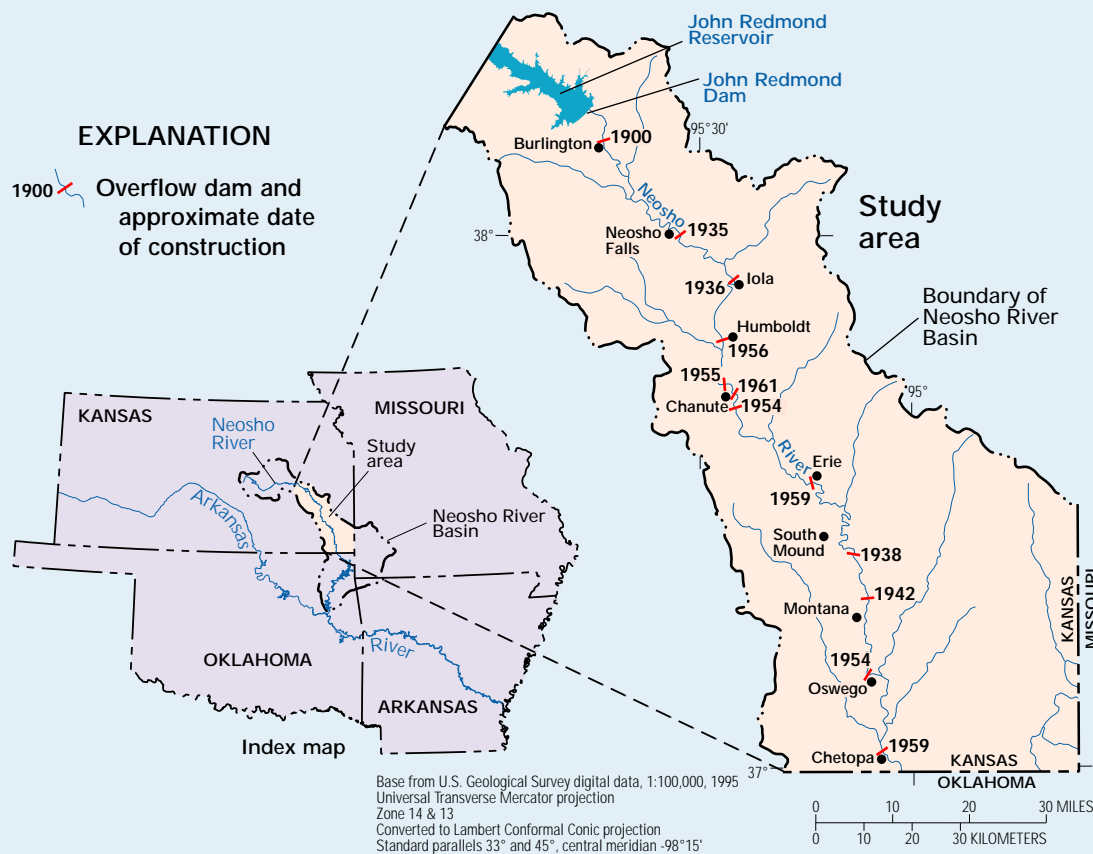 John Redmond
Reservoir
John Redmond
Dam
EXPLANATION
1900
Overflow dam and
approximate date
of construction
95°30'
Burlington
1900
Neosho
Study
area
38°
Neosho
Falls
1935
1936
Iola
Boundary of
Neosho River
Basin
Humboldt
1956
1955
1961
Chanute
1954
95°
River
Erie
1959
South
Mound
1938
1942
Montana
KANSAS
MISSOURI
1954
Oswego
1959
Chetopa
37°
KANSAS
OKLAHOMA
KANSAS
MISSOURI
Neosho
River
Study
area
Arkansas
Neosho River
Basin
OKLAHOMA
River
ARKANSAS
Index map
Base from U.S. Geological Survey digital data, 1:100,000, 1995
Universal Transverse Mercator projection
Zone 14 & 13
Converted to Lambert Conformal Conic projection
Standard parallels 33° and 45°, central meridian -98°15'
0 10 20 30 MILES
0 10 20 30 KILOMETERS